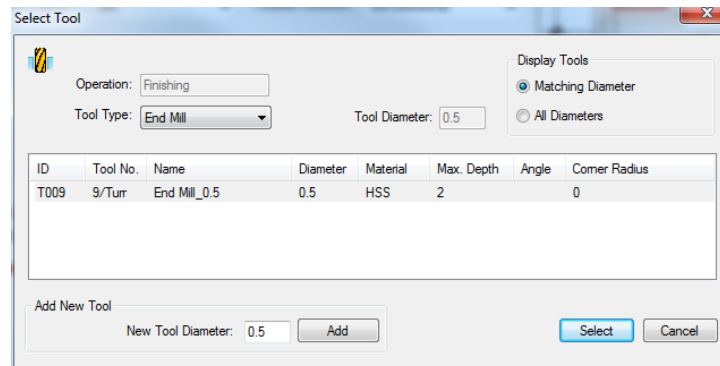 Select Tool
Display Tools
Operation: Finishing
Matching Diameter
Tool Type: End Mill Tool Diameter: 0.5
All Diameters
ID Tool No. Name Diameter Material Max. Depth Angle Corner Radius
T009 9/Turr End Mill_0.5 0.5 HSS 2 0
Add New Tool
New Tool Diameter: 0.5 Add Select Cancel